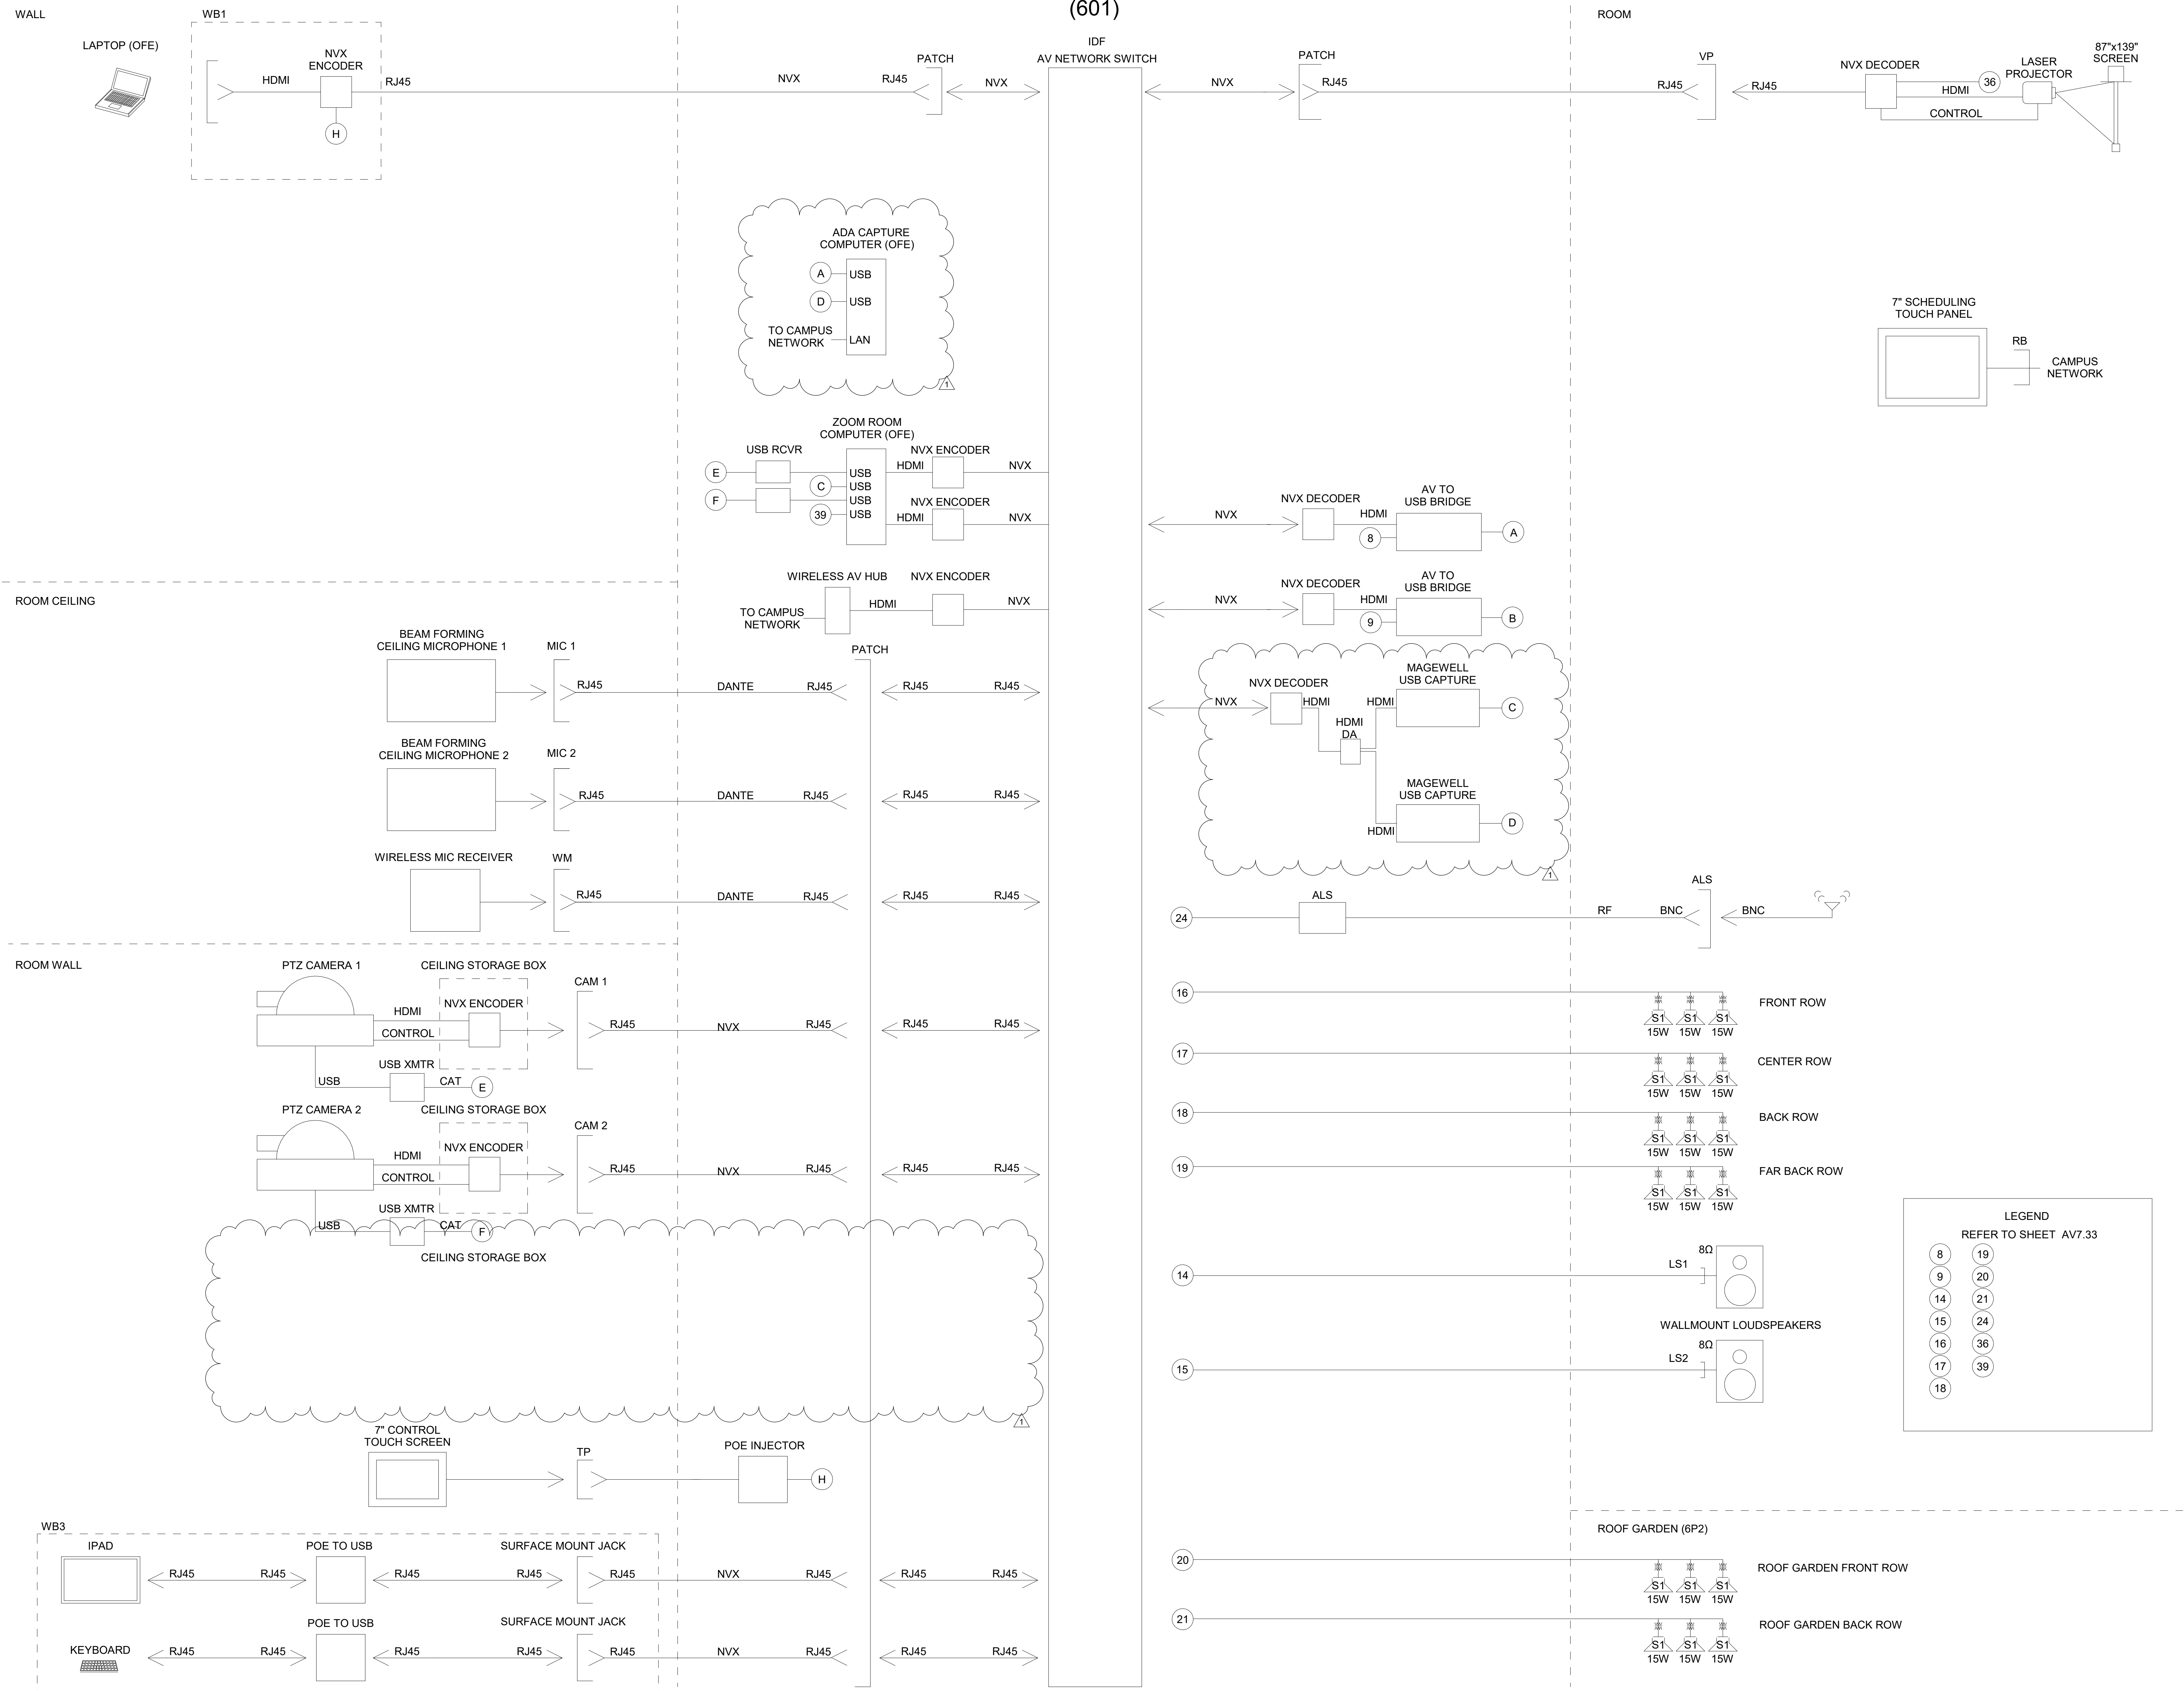 (601)
WALL
WB1
LAPTOP (OFE)
NVX
ENCODER
HDMI
RJ45
H
NVX
RJ45
PATCH
NVX
IDF
AV NETWORK SWITCH
NVX
PATCH
RJ45
ROOM
RJ45
VP
RJ45
NVX DECODER
36
HDMI
CONTROL
LASER
PROJECTOR
87"x139"
SCREEN
ADA CAPTURE
COMPUTER (OFE)
A
USB
D
USB
TO CAMPUS
NETWORK
LAN
1
7" SCHEDULING
TOUCH PANEL
RB
CAMPUS
NETWORK
ZOOM ROOM
COMPUTER (OFE)
USB RCVR
E
F
C
39
USB
USB
USB
USB
HDMI
NVX ENCODER
NVX
HDMI
NVX ENCODER
NVX
NVX
NVX DECODER
HDMI
8
AV TO
USB BRIDGE
A
WIRELESS AV HUB
TO CAMPUS
NETWORK
HDMI
NVX ENCODER
NVX
NVX
NVX DECODER
HDMI
9
AV TO
USB BRIDGE
B
NVX
NVX DECODER
HDMI
HDMI
DA
HDMI
MAGEWELL
USB CAPTURE
C
HDMI
MAGEWELL
USB CAPTURE
D
1
ROOM CEILING
PATCH
BEAM FORMING
CEILING MICROPHONE 1
MIC 1
RJ45
DANTE
RJ45
RJ45
RJ45
BEAM FORMING
CEILING MICROPHONE 2
MIC 2
RJ45
DANTE
RJ45
RJ45
RJ45
WIRELESS MIC RECEIVER
WM
RJ45
DANTE
RJ45
RJ45
RJ45
24
ALS
RF
BNC
ALS
BNC
ROOM WALL
PTZ CAMERA 1
CEILING STORAGE BOX
HDMI
CONTROL
NVX ENCODER
CAM 1
RJ45
NVX
RJ45
RJ45
RJ45
USB
USB XMTR
CAT
E
PTZ CAMERA 2
CEILING STORAGE BOX
HDMI
CONTROL
NVX ENCODER
CAM 2
RJ45
NVX
RJ45
RJ45
RJ45
USB
USB XMTR
CAT
F
CEILING STORAGE BOX
1
16
S1 S1 S1
15W 15W 15W
FRONT ROW
17
S1 S1 S1
15W 15W 15W
CENTER ROW
18
S1 S1 S1
15W 15W 15W
BACK ROW
19
S1 S1 S1
15W 15W 15W
FAR BACK ROW
14
LS1
8Ω
WALLMOUNT LOUDSPEAKERS
15
LS2
8Ω
LEGEND
REFER TO SHEET AV7.33
8 19
9 20
14 21
15 24
16 36
17 39
18
7" CONTROL
TOUCH SCREEN
TP
POE INJECTOR
H
WB3
IPAD
RJ45
RJ45
POE TO USB
RJ45
RJ45
SURFACE MOUNT JACK
RJ45
NVX
RJ45
RJ45
RJ45
KEYBOARD
RJ45
RJ45
POE TO USB
RJ45
RJ45
SURFACE MOUNT JACK
RJ45
NVX
RJ45
RJ45
RJ45
ROOF GARDEN (6P2)
20
S1 S1 S1
15W 15W 15W
ROOF GARDEN FRONT ROW
21
S1 S1 S1
15W 15W 15W
ROOF GARDEN BACK ROW